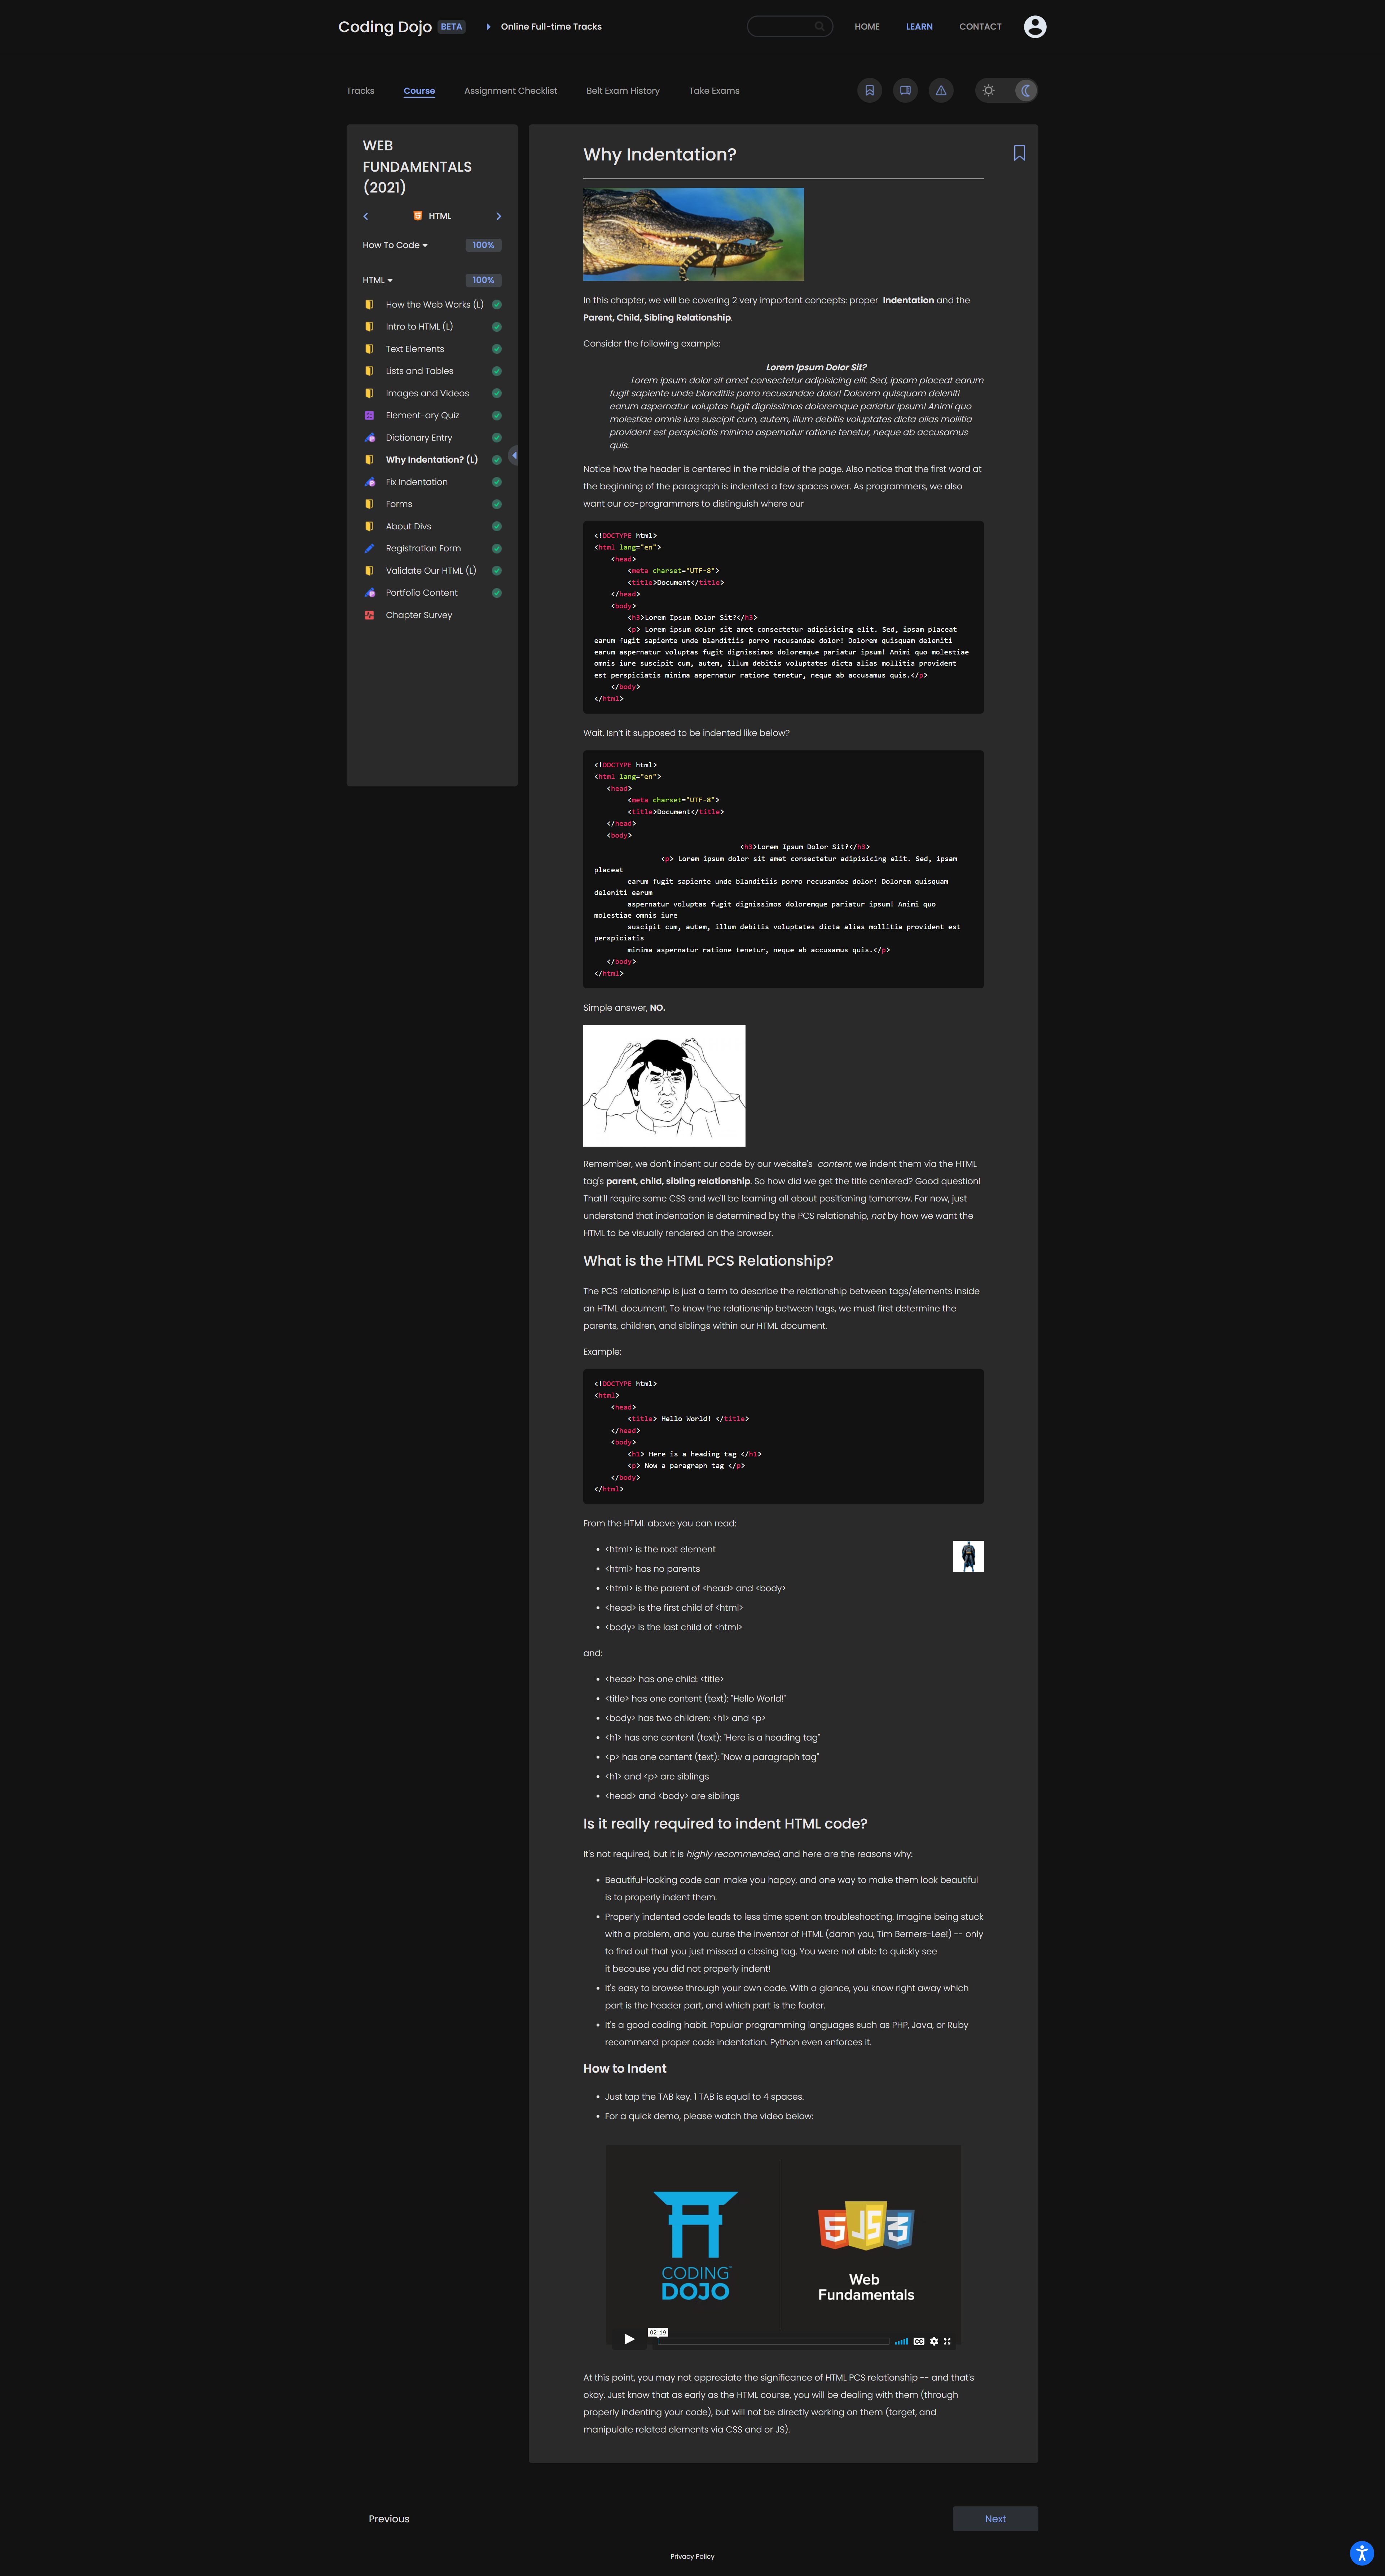 Coding Dojo BETA Online Full-time Tracks HOME LEARN CONTACT
Tracks Course Assignment Checklist Belt Exam History Take Exams
WEB
FUNDAMENTALS
(2021)
HTML
How To Code 100%
HTML 100%
How the Web Works (L)
Intro to HTML (L)
Text Elements
Lists and Tables
Images and Videos
Element-ary Quiz
Dictionary Entry
Why Indentation? (L)
Fix Indentation
Forms
About Divs
Registration Form
Validate Our HTML (L)
Portfolio Content
Chapter Survey
Why Indentation?
In this chapter, we will be covering 2 very important concepts: proper Indentation and the
Parent, Child, Sibling Relationship.
Consider the following example:
Lorem Ipsum Dolor Sit?
Lorem ipsum dolor sit amet consectetur adipisicing elit. Sed, ipsam placeat earum
fugit sapiente unde blanditiis porro recusandae dolor! Dolorem quisquam deleniti
earum aspernatur voluptas fugit dignissimos doloremque pariatur ipsum! Animi quo
molestiae omnis iure suscipit cum, autem, illum debitis voluptates dicta alias mollitia
provident est perspiciatis minima aspernatur ratione tenetur, neque ab accusamus
quis.
Notice how the header is centered in the middle of the page. Also notice that the first word at
the beginning of the paragraph is indented a few spaces over. As programmers, we also
want our co-programmers to distinguish where our
<!DOCTYPE html>
<html lang="en">
<head>
<meta charset="UTF-8">
<title>Document</title>
</head>
<body>
<h3>Lorem Ipsum Dolor Sit?</h3>
<p> Lorem ipsum dolor sit amet consectetur adipisicing elit. Sed, ipsam placeat
earum fugit sapiente unde blanditiis porro recusandae dolor! Dolorem quisquam deleniti
earum aspernatur voluptas fugit dignissimos doloremque pariatur ipsum! Animi quo molestiae
omnis iure suscipit cum, autem, illum debitis voluptates dicta alias mollitia provident
est perspiciatis minima aspernatur ratione tenetur, neque ab accusamus quis.</p>
</body>
</html>
Wait. Isn't it supposed to be indented like below?
<!DOCTYPE html>
<html lang="en">
<head>
<meta charset="UTF-8">
<title>Document</title>
</head>
<body>
<h3>Lorem Ipsum Dolor Sit?</h3>
<p> Lorem ipsum dolor sit amet consectetur adipisicing elit. Sed, ipsam
placeat
earum fugit sapiente unde blanditiis porro recusandae dolor! Dolorem quisquam
deleniti earum
aspernatur voluptas fugit dignissimos doloremque pariatur ipsum! Animi quo
molestiae omnis iure
suscipit cum, autem, illum debitis voluptates dicta alias mollitia provident est
perspiciatis
minima aspernatur ratione tenetur, neque ab accusamus quis.</p>
</body>
</html>
Simple answer, NO.
Remember, we don't indent our code by our website's content, we indent them via the HTML
tag's parent, child, sibling relationship. So how did we get the title centered? Good question!
That'll require some CSS and we'll be learning all about positioning tomorrow. For now, just
understand that indentation is determined by the PCS relationship, not by how we want the
HTML to be visually rendered on the browser.
What is the HTML PCS Relationship?
The PCS relationship is just a term to describe the relationship between tags/elements inside
an HTML document. To know the relationship between tags, we must first determine the
parents, children, and siblings within our HTML document.
Example:
<!DOCTYPE html>
<html>
<head>
<title> Hello World! </title>
</head>
<body>
<h1> Here is a heading tag </h1>
<p> Now a paragraph tag </p>
</body>
</html>
From the HTML above you can read:
• <html> is the root element
• <html> has no parents
• <html> is the parent of <head> and <body>
• <head> is the first child of <html>
• <body> is the last child of <html>
and:
• <head> has one child: <title>
• <title> has one content (text): "Hello World!"
• <body> has two children: <h1> and <p>
• <h1> has one content (text): "Here is a heading tag"
• <p> has one content (text): "Now a paragraph tag"
• <h1> and <p> are siblings
• <head> and <body> are siblings
Is it really required to indent HTML code?
It's not required, but it is highly recommended, and here are the reasons why:
• Beautiful-looking code can make you happy, and one way to make them look beautiful
is to properly indent them.
• Properly indented code leads to less time spent on troubleshooting. Imagine being stuck
with a problem, and you curse the inventor of HTML (damn you, Tim Berners-Lee!) -- only
to find out that you just missed a closing tag. You were not able to quickly see
it because you did not properly indent!
• It's easy to browse through your own code. With a glance, you know right away which
part is the header part, and which part is the footer.
• It's a good coding habit. Popular programming languages such as PHP, Java, or Ruby
recommend proper code indentation. Python even enforces it.
How to Indent
• Just tap the TAB key. 1 TAB is equal to 4 spaces.
• For a quick demo, please watch the video below:
CODING
DOJO
5 JS 3
Web
Fundamentals
02:19
CC
At this point, you may not appreciate the significance of HTML PCS relationship -- and that's
okay. Just know that as early as the HTML course, you will be dealing with them (through
properly indenting your code), but will not be directly working on them (target, and
manipulate related elements via CSS and or JS).
Previous Next
Privacy Policy